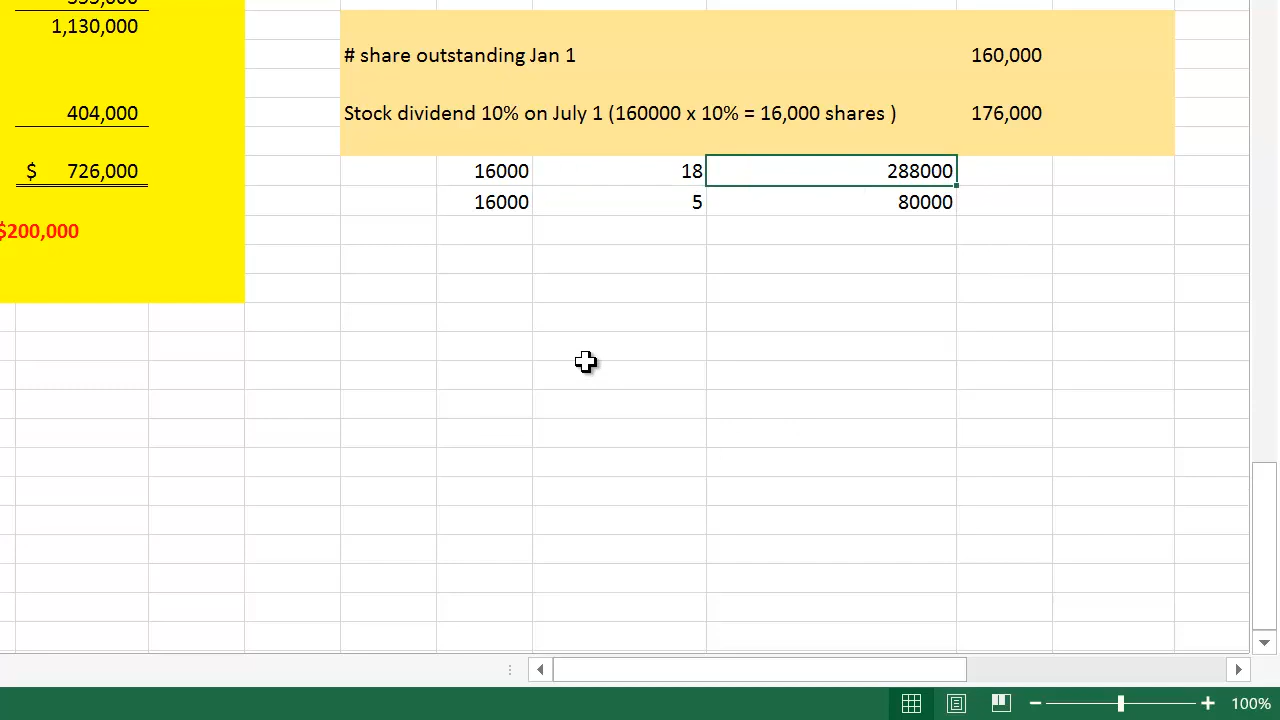 1,130,000
# share outstanding Jan 1 160,000
404,000 Stock dividend 10% on July 1 (160000 x 10% = 16,000 shares ) 176,000
$ 726,000 16000 18 288000
16000 5 80000
$200,000
100%